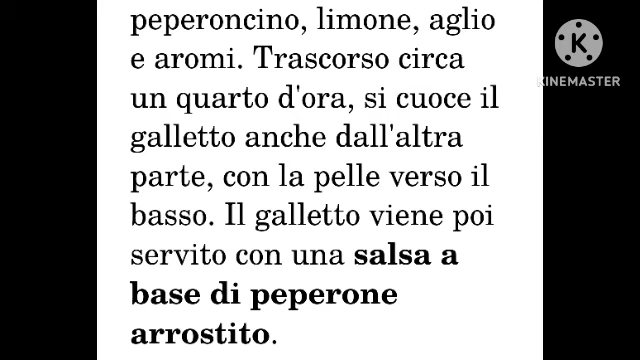 peperoncino, limone, aglio
e aromi. Trascorso circa
un quarto d'ora, si cuoce il
galletto anche dall'altra
parte, con la pelle verso il
basso. Il galletto viene poi
servito con una salsa a
base di peperone
arrostito.
K
KINEMASTER